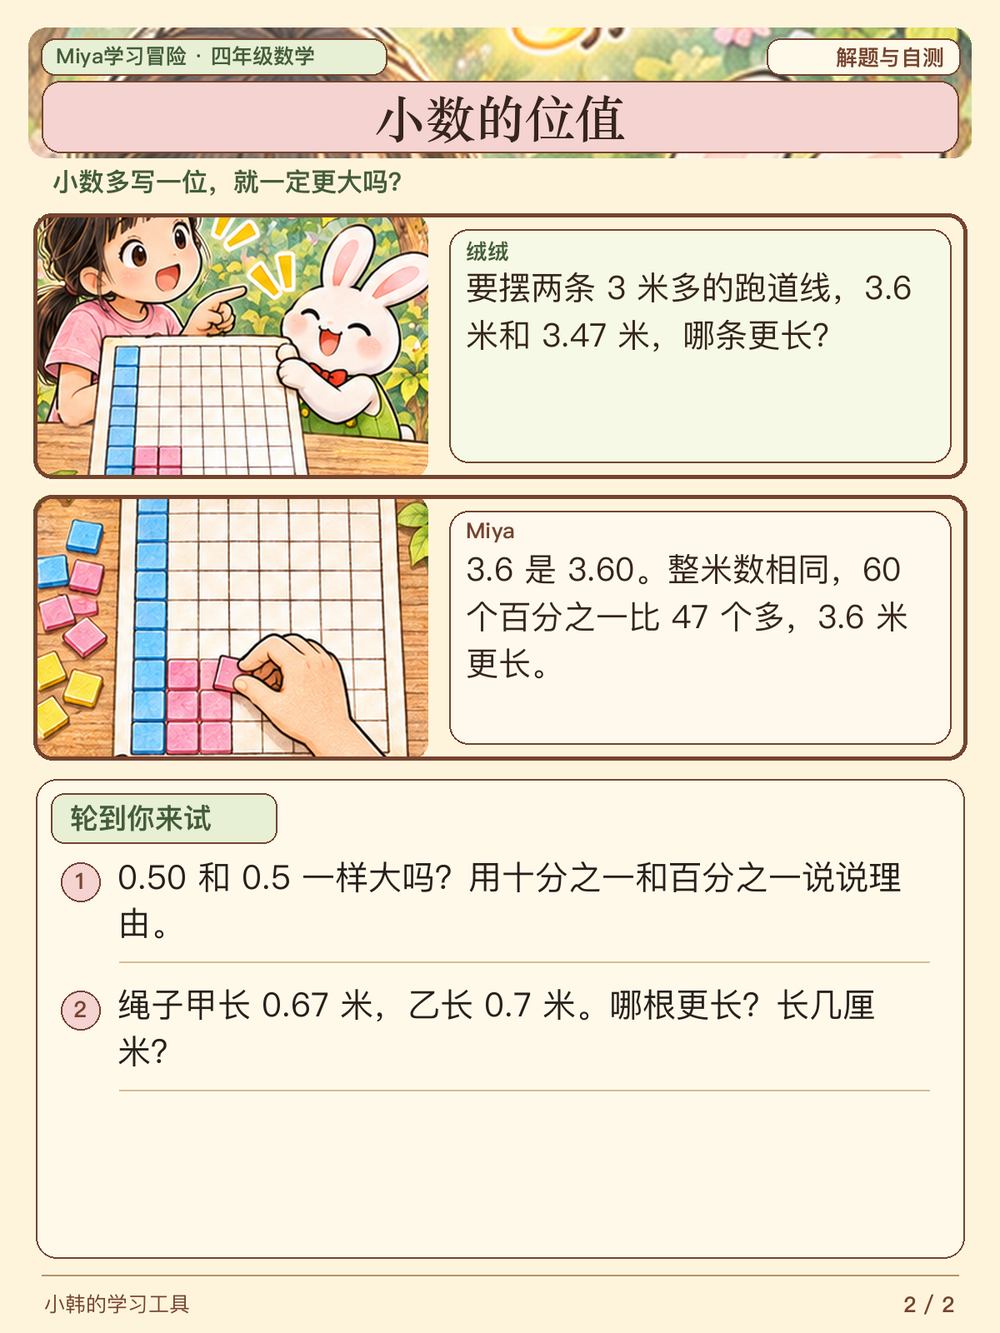 Miya学习冒险 · 四年级数学
解题与自测
小数的位值
小数多写一位，就一定更大吗？
绒绒
要摆两条 3 米多的跑道线，3.6
米和 3.47 米，哪条更长？
Miya
3.6 是 3.60。整米数相同，60
个百分之一比 47 个多，3.6 米
更长。
轮到你来试
1 0.50 和 0.5 一样大吗？用十分之一和百分之一说说理
由。
2 绳子甲长 0.67 米，乙长 0.7 米。哪根更长？长几厘
米？
小韩的学习工具
2 / 2